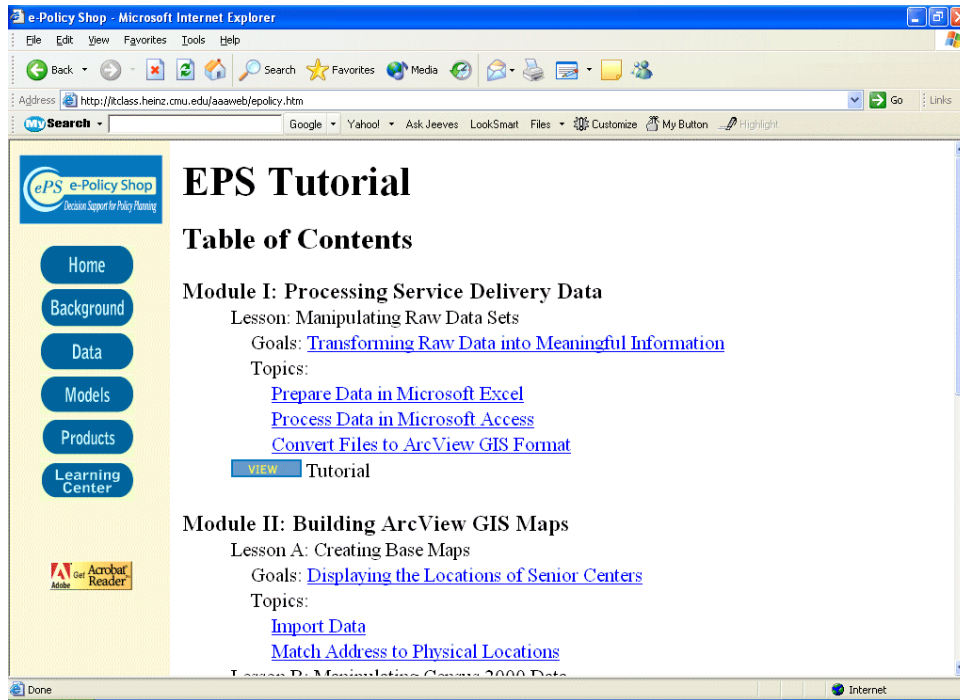 e-Policy Shop - Microsoft Internet Explorer
File Edit View Favorites Tools Help
Back Search Favorites Media
Address http://itclass.heinz.cmu.edu/aaaweb/epolicy.htm Go Links
My Search Google Yahoo! Ask Jeeves LookSmart Files Customize My Button Highlight
ePS e-Policy Shop
Decision Support for Policy Planning
Home
Background
Data
Models
Products
Learning
Center
Adobe Get Acrobat
Reader
EPS Tutorial
Table of Contents
Module I: Processing Service Delivery Data
Lesson: Manipulating Raw Data Sets
Goals: Transforming Raw Data into Meaningful Information
Topics:
Prepare Data in Microsoft Excel
Process Data in Microsoft Access
Convert Files to ArcView GIS Format
VIEW Tutorial
Module II: Building ArcView GIS Maps
Lesson A: Creating Base Maps
Goals: Displaying the Locations of Senior Centers
Topics:
Import Data
Match Address to Physical Locations
Lesson B: Manipulating Census 2000 Data
Done Internet